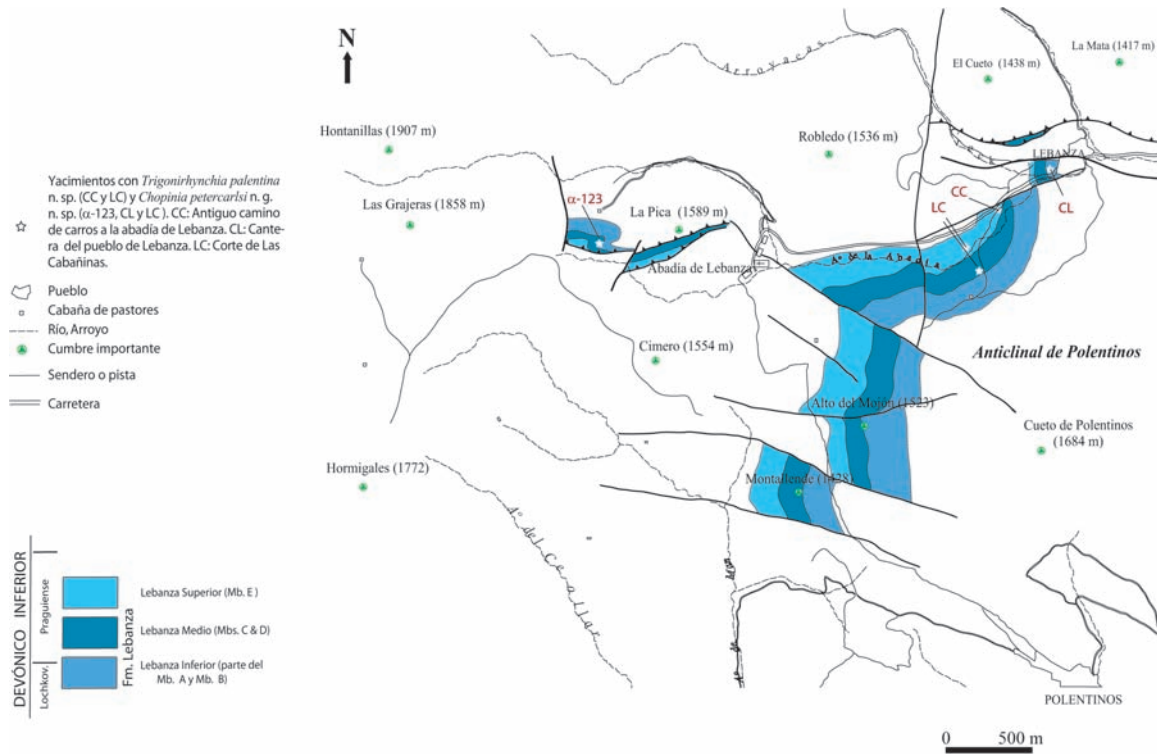 N
Arroyacas
La Mata (1417 m)
El Cueto (1438 m)
Hontanillas (1907 m)
Robledo (1536 m)
LEBANZA
Yacimientos con Trigonirhynchia palentina
n. sp. (CC y LC) y Chopinia petercarlsi n. g.
n. sp. (α-123, CL y LC ). CC: Antiguo camino
de carros a la abadía de Lebanza. CL: Cante-
ra del pueblo de Lebanza. LC: Corte de Las
Cabañinas.
α-123
Las Grajeras (1858 m)
La Pica (1589 m)
CC
LC
CL
Aº de la Abadía
Abadía de Lebanza
Pueblo
Cabaña de pastores
Río, Arroyo
Cumbre importante
Sendero o pista
Carretera
Cimero (1554 m)
Anticlinal de Polentinos
Alto del Mojón (1523)
Cueto de Polentinos
(1684 m)
Hormigales (1772)
Montallende (1428)
DEVÓNICO INFERIOR
Praguiense
Lochkov.
Fm. Lebanza
Lebanza Superior (Mb. E )
Lebanza Medio (Mbs. C & D)
Lebanza Inferior (parte del
Mb. A y Mb. B)
POLENTINOS
0 500 m